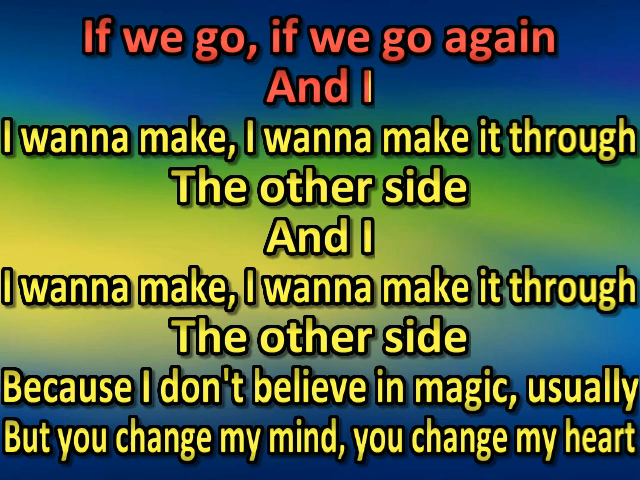 If we go, if we go again
And I
I wanna make, I wanna make it through
The other side
And I
I wanna make, I wanna make it through
The other side
Because I don't believe in magic, usually
But you change my mind, you change my heart